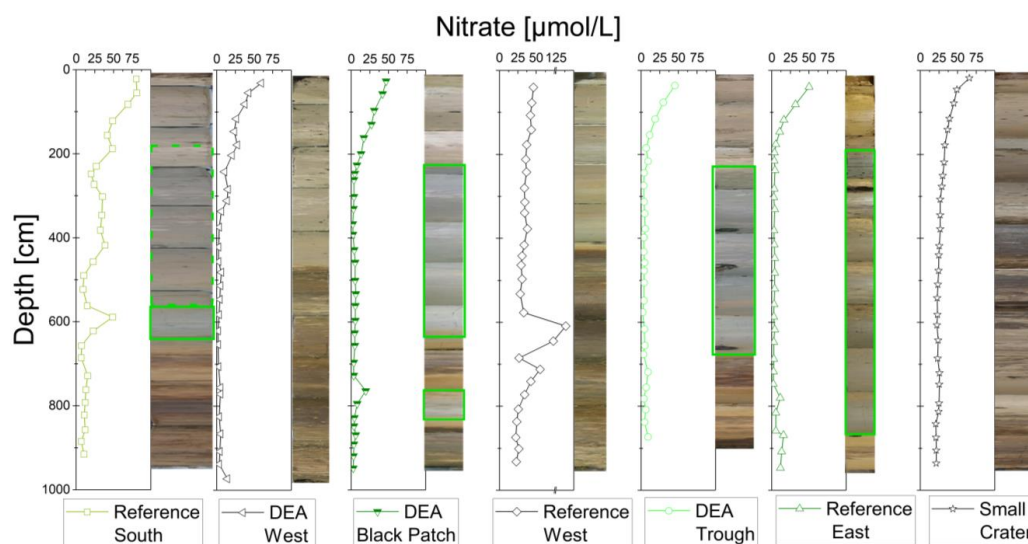 Nitrate [µmol/L]
0 25 50 75
0 25 50 75
0 25 50 75
0 25 50 125
0 25 50 75
0 25 50 75
0 25 50 75
Depth [cm]
0
200
400
600
800
1000
Reference South
DEA West
DEA Black Patch
Reference West
DEA Trough
Reference East
Small Crater